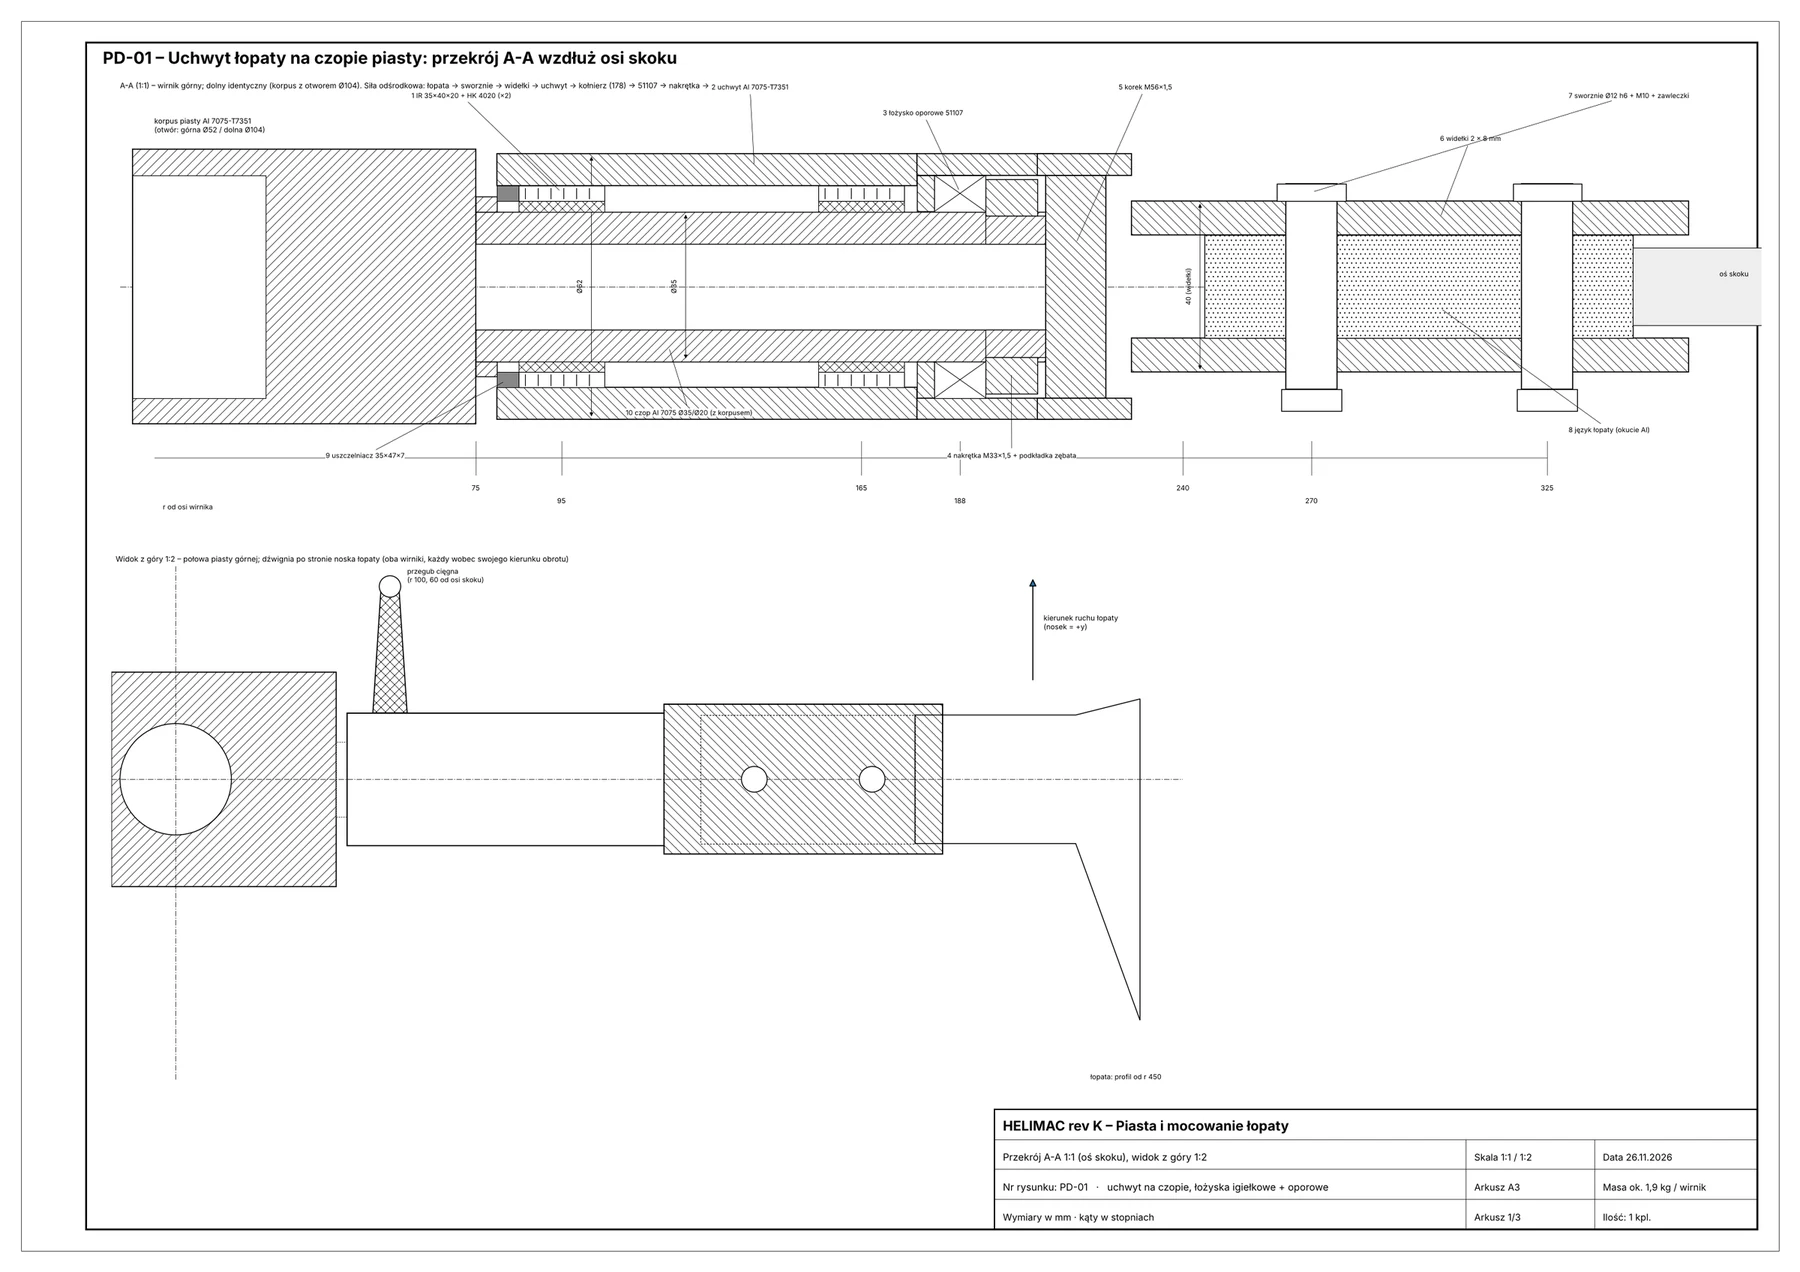 PD-01 – Uchwyt łopaty na czopie piasty: przekrój A-A wzdłuż osi skoku
A-A (1:1) – wirnik górny; dolny identyczny (korpus z otworem Ø104). Siła odśrodkowa: łopata → sworznie → widełki → uchwyt → kołnierz (178) → 51107 → nakrętka →
2 uchwyt Al 7075-T7351
1 IR 35×40×20 + HK 4020 (×2)
5 korek M56×1,5
7 sworznie Ø12 h6 + M10 + zawleczki
3 łożysko oporowe 51107
korpus piasty Al 7075-T7351
(otwór: górna Ø52 / dolna Ø104)
6 widełki 2 × 8 mm
oś skoku
Ø62
Ø35
40 (widełki)
10 czop Al 7075 Ø35/Ø20 (z korpusem)
8 język łopaty (okucie Al)
9 uszczelniacz 35×47×7
4 nakrętka M33×1,5 + podkładka zębata
75
165
240
325
95
188
270
r od osi wirnika
Widok z góry 1:2 – połowa piasty górnej; dźwignia po stronie noska łopaty (oba wirniki, każdy wobec swojego kierunku obrotu)
przegub cięgna
(r 100, 60 od osi skoku)
kierunek ruchu łopaty
(nosek = +y)
łopata: profil od r 450
HELIMAC rev K – Piasta i mocowanie łopaty
Przekrój A-A 1:1 (oś skoku), widok z góry 1:2
Skala 1:1 / 1:2
Data 26.11.2026
Nr rysunku: PD-01 · uchwyt na czopie, łożyska igiełkowe + oporowe
Arkusz A3
Masa ok. 1,9 kg / wirnik
Wymiary w mm · kąty w stopniach
Arkusz 1/3
Ilość: 1 kpl.